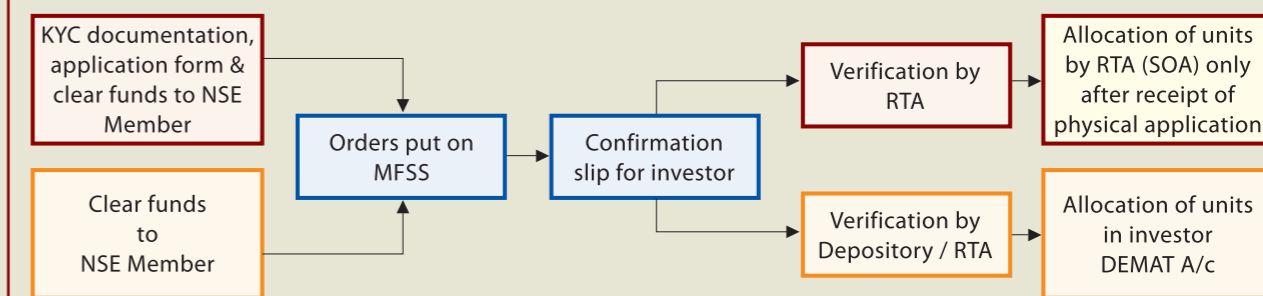 KYC documentation,
application form &
clear funds to NSE
Member
Clear funds
to
NSE Member
Orders put on
MFSS
Confirmation
slip for investor
Verification by
RTA
Allocation of units
by RTA (SOA) only
after receipt of
physical application
Verification by
Depository / RTA
Allocation of units
in investor
DEMAT A/c